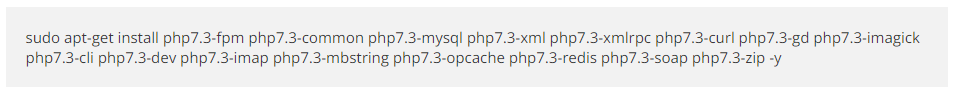 sudo apt-get install php7.3-fpm php7.3-common php7.3-mysql php7.3-xml php7.3-xmlrpc php7.3-curl php7.3-gd php7.3-imagick
php7.3-cli php7.3-dev php7.3-imap php7.3-mbstring php7.3-opcache php7.3-redis php7.3-soap php7.3-zip -y